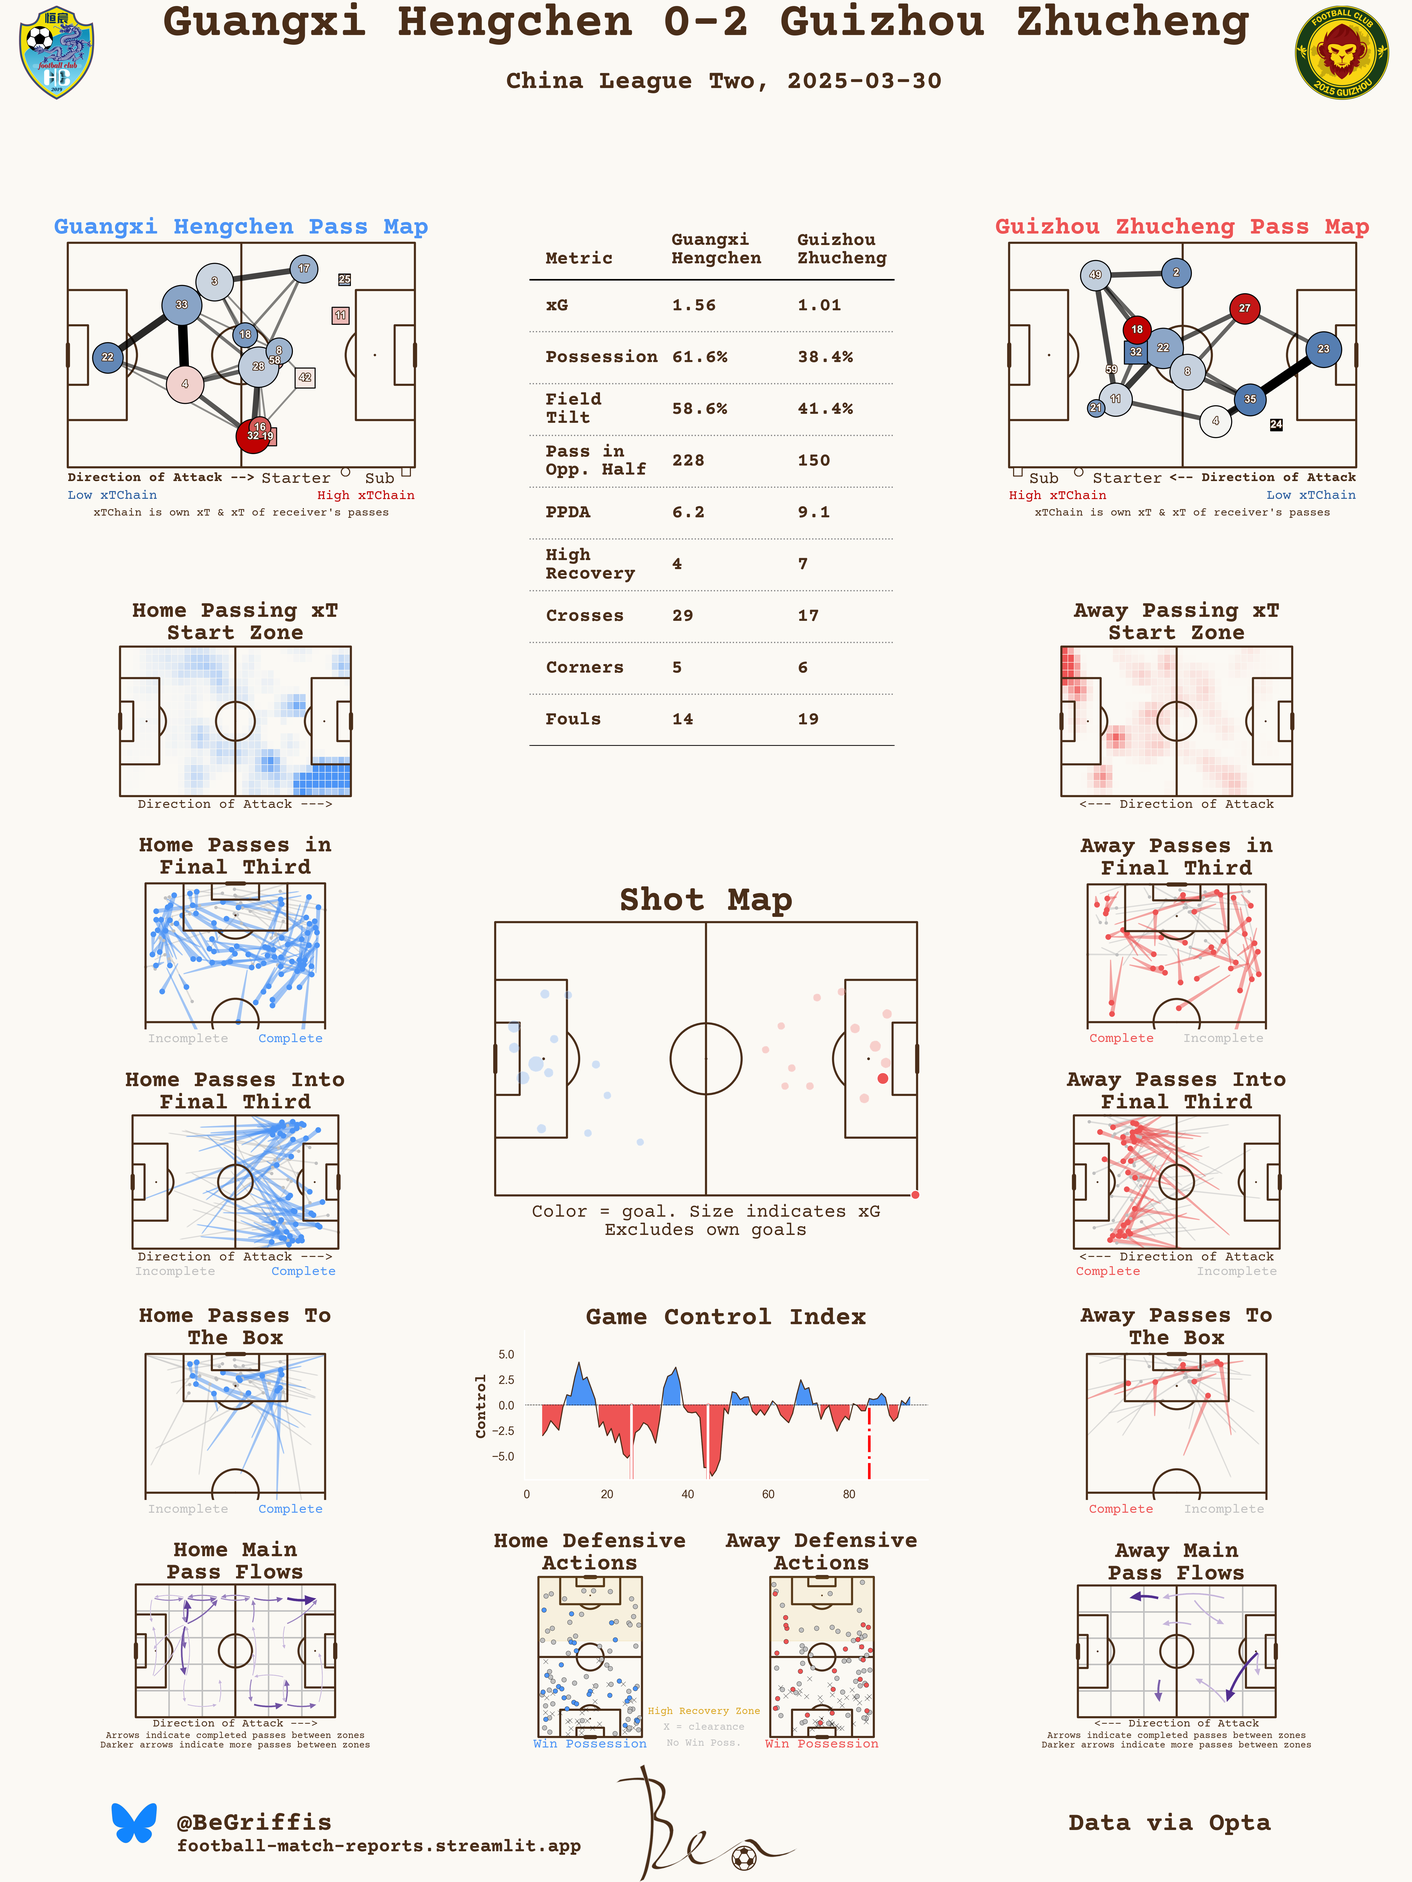 Guangxi Hengchen 0-2 Guizhou Zhucheng
China League Two, 2025-03-30
恒宸
football club
HC
2019
FOOTBALL CLUB
2015 GUIZHOU
Guangxi Hengchen Pass Map
3
17
25
33
11
18
22
8
58
28
42
4
16
32
19
Direction of Attack --> Starter Sub
Low xTChain High xTChain
xTChain is own xT & xT of receiver's passes
Metric Guangxi Hengchen Guizhou Zhucheng
xG 1.56 1.01
Possession 61.6% 38.4%
Field Tilt 58.6% 41.4%
Pass in Opp. Half 228 150
PPDA 6.2 9.1
High Recovery 4 7
Crosses 29 17
Corners 5 6
Fouls 14 19
Guizhou Zhucheng Pass Map
49
2
27
18
32
22
23
59
8
11
35
21
4
24
Sub Starter <-- Direction of Attack
High xTChain Low xTChain
xTChain is own xT & xT of receiver's passes
Home Passing xT
Start Zone
Direction of Attack --->
Away Passing xT
Start Zone
<--- Direction of Attack
Home Passes in
Final Third
Incomplete Complete
Away Passes in
Final Third
Complete Incomplete
Shot Map
Color = goal. Size indicates xG
Excludes own goals
Home Passes Into
Final Third
Direction of Attack --->
Incomplete Complete
Away Passes Into
Final Third
<--- Direction of Attack
Complete Incomplete
Home Passes To
The Box
Incomplete Complete
Game Control Index
Control
5.0
2.5
0.0
−2.5
−5.0
0 20 40 60 80
Away Passes To
The Box
Complete Incomplete
Home Main
Pass Flows
Direction of Attack --->
Arrows indicate completed passes between zones
Darker arrows indicate more passes between zones
Home Defensive
Actions
Win Possession
High Recovery Zone
X = clearance
No Win Poss.
Away Defensive
Actions
Win Possession
Away Main
Pass Flows
<--- Direction of Attack
Arrows indicate completed passes between zones
Darker arrows indicate more passes between zones
@BeGriffis
football-match-reports.streamlit.app
Ben
Data via Opta